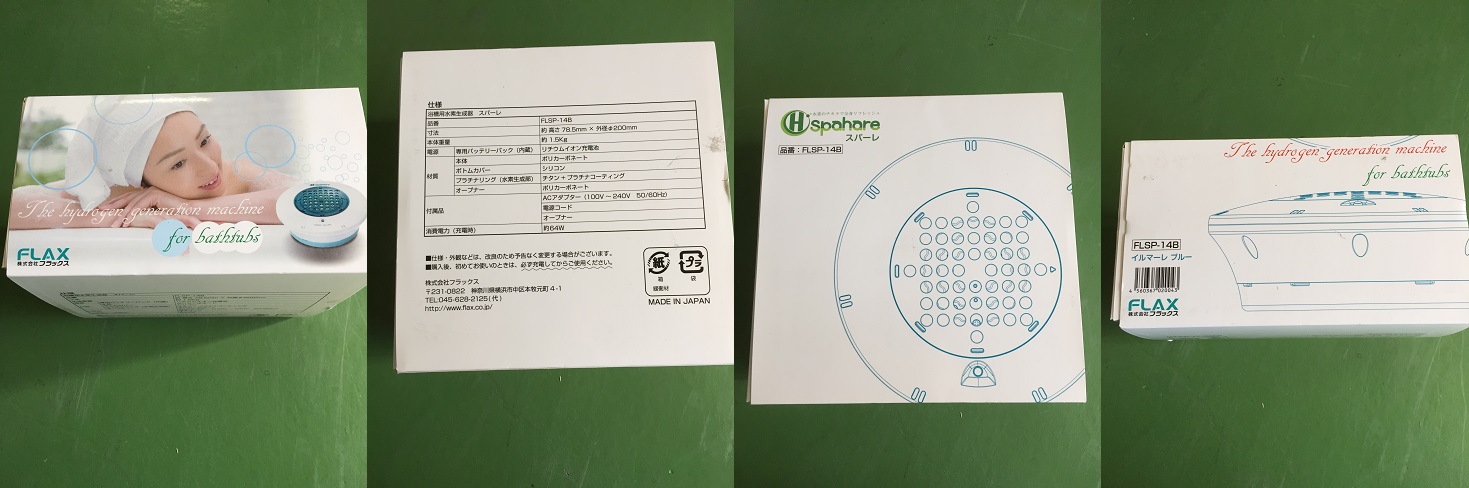 The hydrogen generation machine
for bathtubs
FLAX
株式会社フラックス
仕様
浴槽用水素生成器 スパーレ
品番 FLSP-14B
寸法 約 高さ78.5mm × 外径φ200mm
本体重量 約 1.5Kg
電源 専用バッテリーパック (内蔵) リチウムイオン充電池
材質 本体 ポリカーボネート
ボトムカバー シリコン
プラチナリング (水素生成部) チタン + プラチナコーティング
オープナー ポリカーボネート
付属品 ACアダプター (100V ~ 240V 50/60Hz)
電源コード
オープナー
消費電力 (充電時) 約64W
■仕様・外観などは、改良のため予告なく変更する場合がございます。
■購入後、初めてお使いのときは、必ず充電してからご使用ください。
株式会社フラックス
〒231-0822 神奈川県横浜市中区本牧元町 4-1
TEL:045-628-2125 (代)
http://www.flax.co.jp/
紙
箱
緩衝材
プラ
袋
MADE IN JAPAN
H Spahare
スパーレ
品番 : FLSP-14B
The hydrogen generation machine
for bathtubs
FLSP-14B
イルマーレ ブルー
4 560367 020043
FLAX
株式会社フラックス